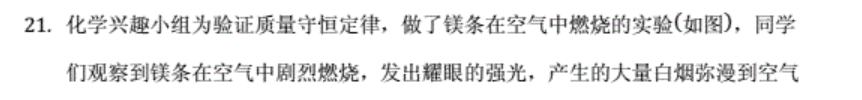 21. 化学兴趣小组为验证质量守恒定律，做了镁条在空气中燃烧的实验(如图)，同学
们观察到镁条在空气中剧烈燃烧，发出耀眼的强光，产生的大量白烟弥漫到空气